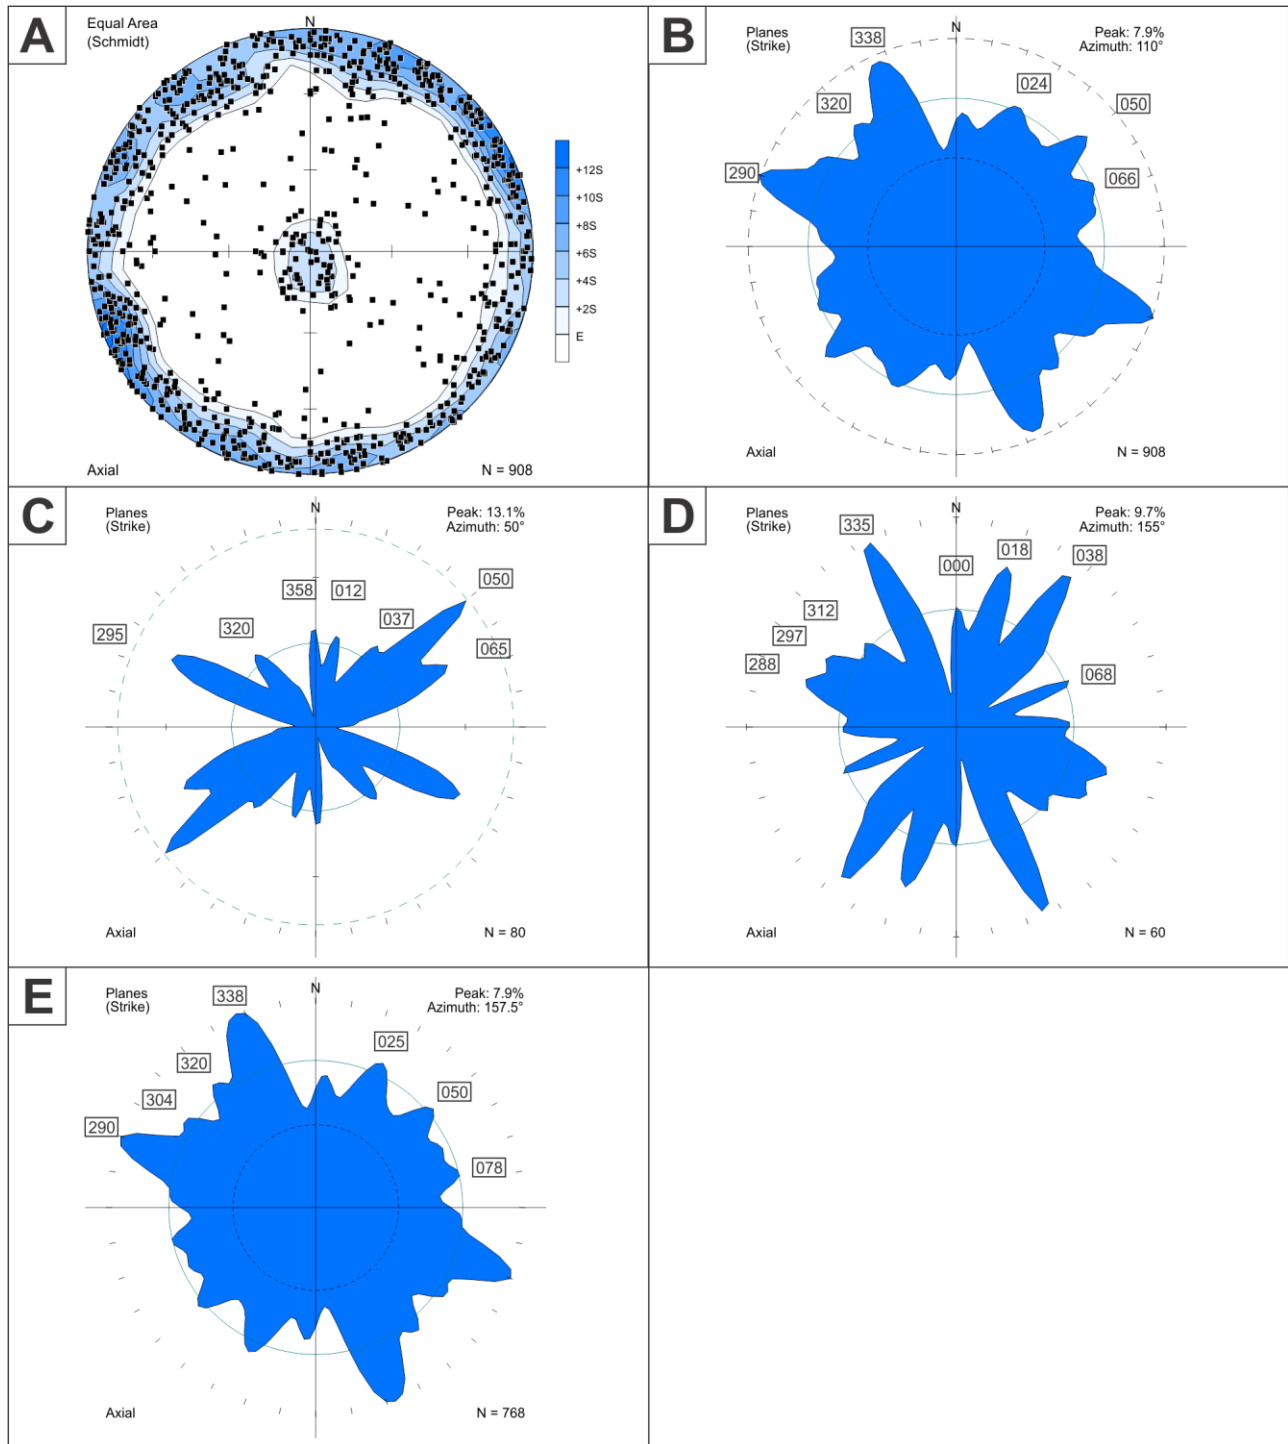 A
Equal Area
(Schmidt)
N
+12S
+10S
+8S
+6S
+4S
+2S
E
Axial
N = 908
B
Planes
(Strike)
N
Peak: 7.9%
Azimuth: 110°
338
320
290
024
050
066
Axial
N = 908
C
Planes
(Strike)
N
Peak: 13.1%
Azimuth: 50°
295
320
358
012
037
050
065
Axial
N = 80
D
Planes
(Strike)
N
Peak: 9.7%
Azimuth: 155°
335
312
297
288
000
018
038
068
Axial
N = 60
E
Planes
(Strike)
N
Peak: 7.9%
Azimuth: 157.5°
338
320
304
290
025
050
078
Axial
N = 768